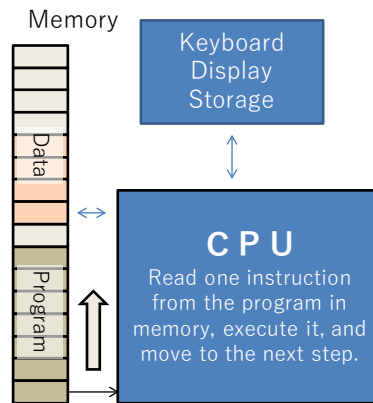 Memory
Keyboard
Display
Storage
Data
Program
CPU
Read one instruction
from the program in
memory, execute it, and
move to the next step.